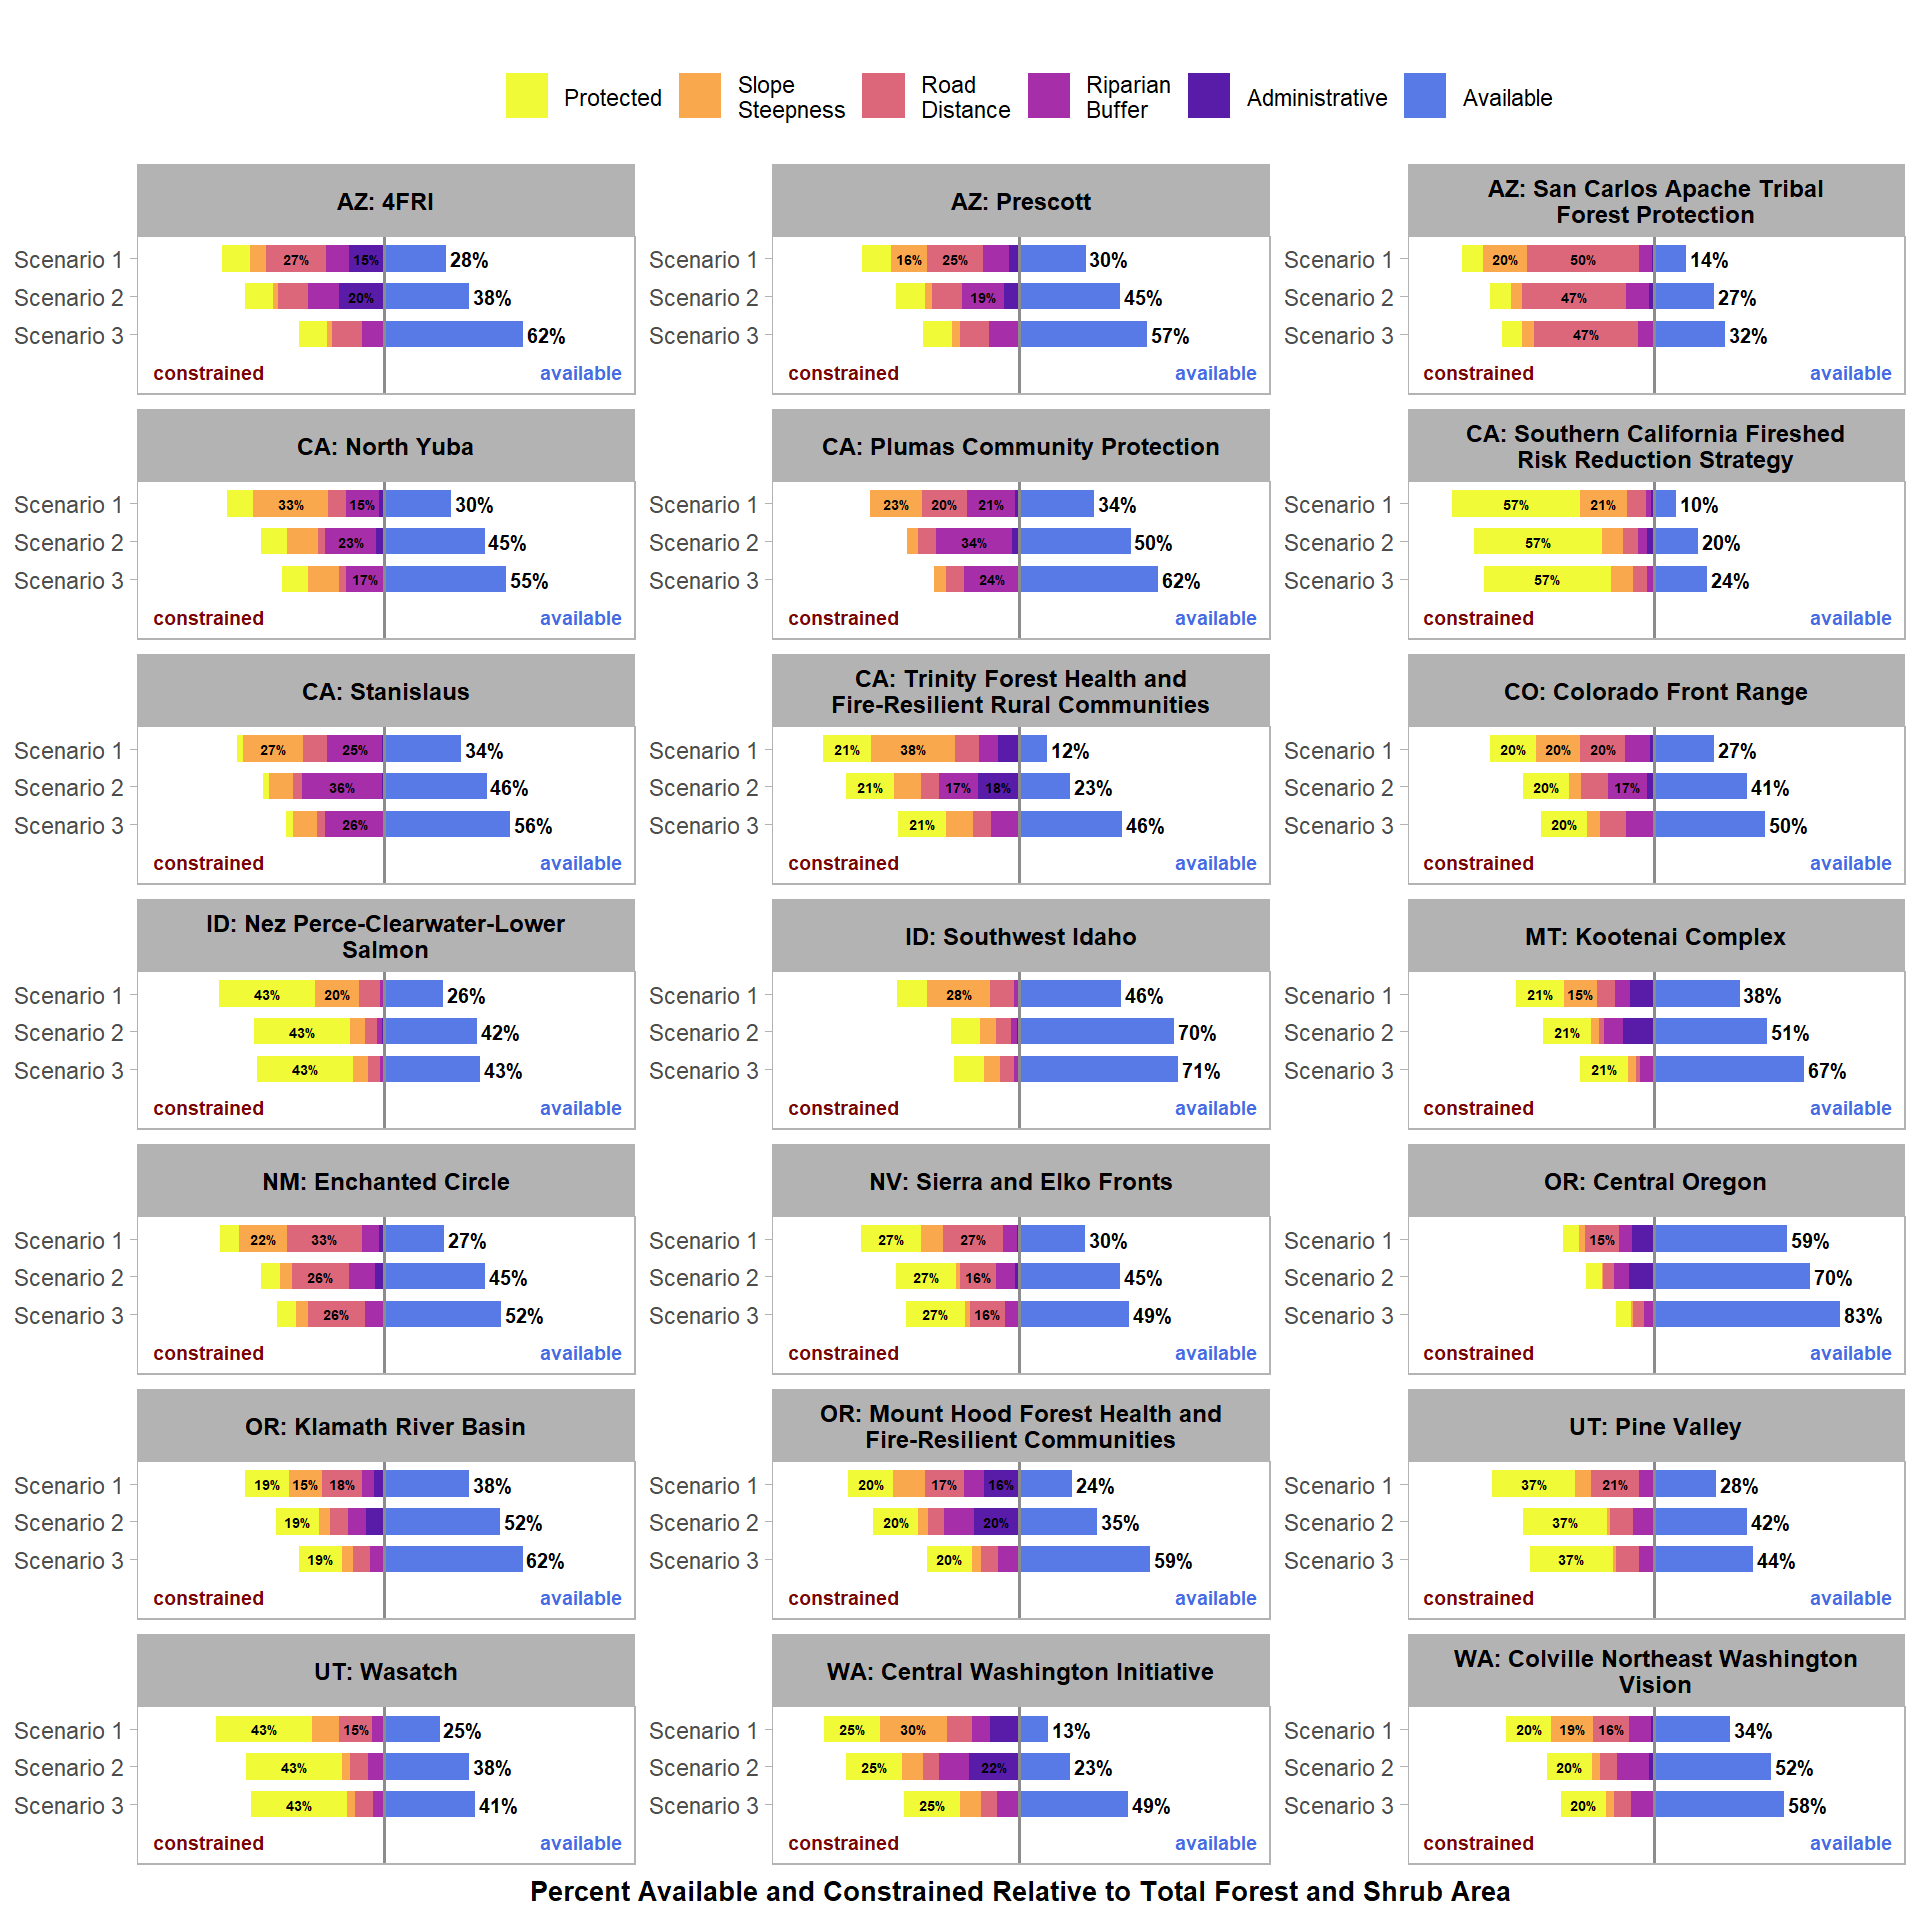 Protected
Slope
Steepness
Road
Distance
Riparian
Buffer
Administrative
Available
AZ: 4FRI
Scenario 1 27% 15% 28%
Scenario 2 20% 38%
Scenario 3 62%
constrained available
AZ: Prescott
Scenario 1 16% 25% 30%
Scenario 2 19% 45%
Scenario 3 57%
constrained available
AZ: San Carlos Apache Tribal
Forest Protection
Scenario 1 20% 50% 14%
Scenario 2 47% 27%
Scenario 3 47% 32%
constrained available
CA: North Yuba
Scenario 1 33% 15% 30%
Scenario 2 23% 45%
Scenario 3 17% 55%
constrained available
CA: Plumas Community Protection
Scenario 1 23% 20% 21% 34%
Scenario 2 34% 50%
Scenario 3 24% 62%
constrained available
CA: Southern California Fireshed
Risk Reduction Strategy
Scenario 1 57% 21% 10%
Scenario 2 57% 20%
Scenario 3 57% 24%
constrained available
CA: Stanislaus
Scenario 1 27% 25% 34%
Scenario 2 36% 46%
Scenario 3 26% 56%
constrained available
CA: Trinity Forest Health and
Fire-Resilient Rural Communities
Scenario 1 21% 38% 12%
Scenario 2 21% 17% 18% 23%
Scenario 3 21% 46%
constrained available
CO: Colorado Front Range
Scenario 1 20% 20% 20% 27%
Scenario 2 20% 17% 41%
Scenario 3 20% 50%
constrained available
ID: Nez Perce-Clearwater-Lower
Salmon
Scenario 1 43% 20% 26%
Scenario 2 43% 42%
Scenario 3 43% 43%
constrained available
ID: Southwest Idaho
Scenario 1 28% 46%
Scenario 2 70%
Scenario 3 71%
constrained available
MT: Kootenai Complex
Scenario 1 21% 15% 38%
Scenario 2 21% 51%
Scenario 3 21% 67%
constrained available
NM: Enchanted Circle
Scenario 1 22% 33% 27%
Scenario 2 26% 45%
Scenario 3 26% 52%
constrained available
NV: Sierra and Elko Fronts
Scenario 1 27% 27% 30%
Scenario 2 27% 16% 45%
Scenario 3 27% 16% 49%
constrained available
OR: Central Oregon
Scenario 1 15% 59%
Scenario 2 70%
Scenario 3 83%
constrained available
OR: Klamath River Basin
Scenario 1 19% 15% 18% 38%
Scenario 2 19% 52%
Scenario 3 19% 62%
constrained available
OR: Mount Hood Forest Health and
Fire-Resilient Communities
Scenario 1 20% 17% 16% 24%
Scenario 2 20% 20% 35%
Scenario 3 20% 59%
constrained available
UT: Pine Valley
Scenario 1 37% 21% 28%
Scenario 2 37% 42%
Scenario 3 37% 44%
constrained available
UT: Wasatch
Scenario 1 43% 15% 25%
Scenario 2 43% 38%
Scenario 3 43% 41%
constrained available
WA: Central Washington Initiative
Scenario 1 25% 30% 13%
Scenario 2 25% 22% 23%
Scenario 3 25% 49%
constrained available
WA: Colville Northeast Washington
Vision
Scenario 1 20% 19% 16% 34%
Scenario 2 20% 52%
Scenario 3 20% 58%
constrained available
Percent Available and Constrained Relative to Total Forest and Shrub Area